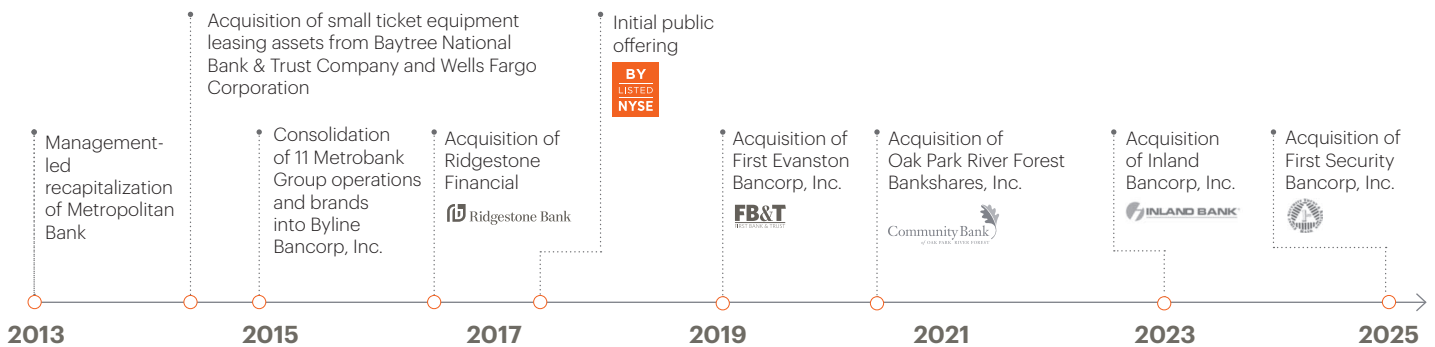 Acquisition of small ticket equipment
leasing assets from Baytree National
Bank & Trust Company and Wells Fargo
Corporation
Initial public
offering
BY
LISTED
NYSE
Management-
led
recapitalization
of Metropolitan
Bank
Consolidation
of 11 Metrobank
Group operations
and brands
into Byline
Bancorp, Inc.
Acquisition of
Ridgestone
Financial
Ridgestone Bank
Acquisition of
First Evanston
Bancorp, Inc.
FB&T
FIRST BANK & TRUST
Acquisition of
Oak Park River Forest
Bankshares, Inc.
Community Bank
of OAK PARK RIVER FOREST
Acquisition
of Inland
Bancorp, Inc.
INLAND BANK
Acquisition of
First Security
Bancorp, Inc.
2013
2015
2017
2019
2021
2023
2025